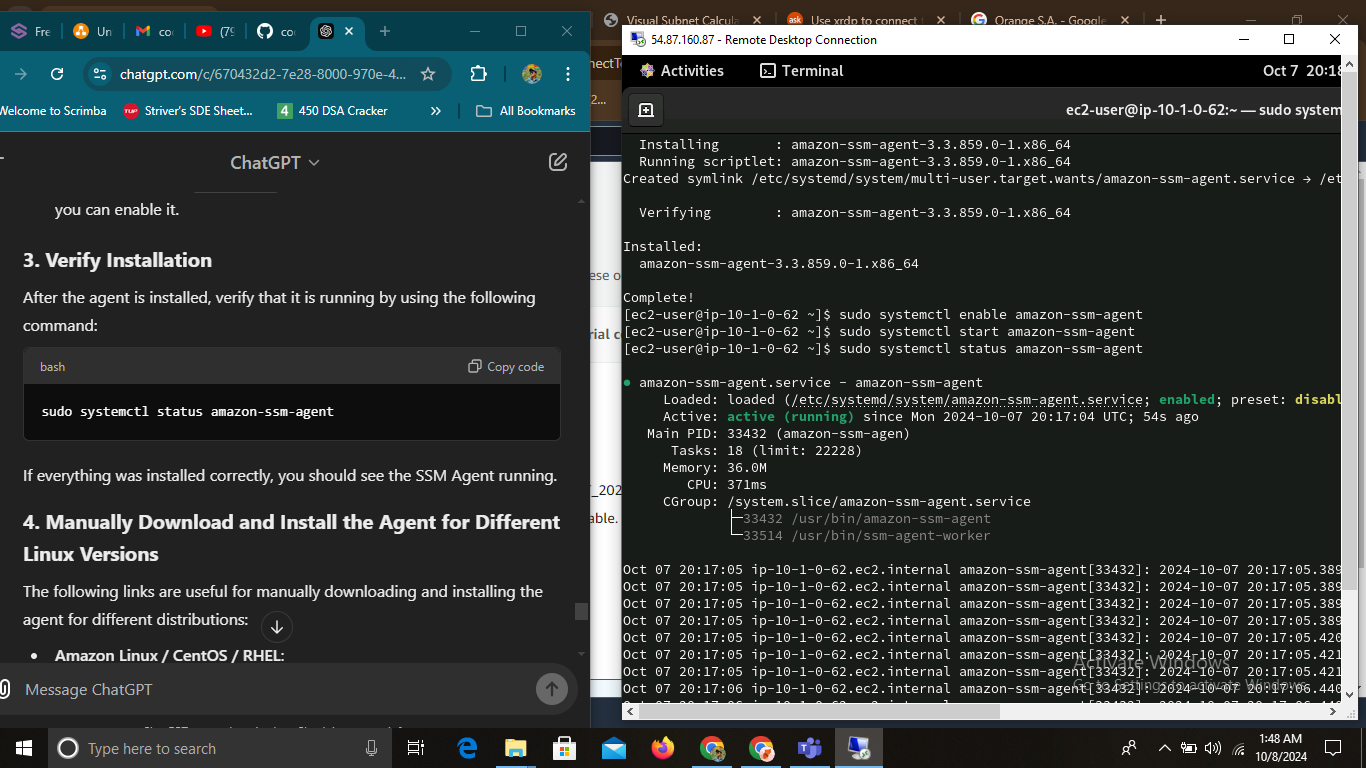 Fre
Un
M co
(79
co
Visual Subnet Calcula
Use xrdp to connect
Orange S.A. - Google
chatgpt.com/c/670432d2-7e28-8000-970e-4...
Welcome to Scrimba
Striver's SDE Sheet...
450 DSA Cracker
All Bookmarks
ChatGPT
you can enable it.
3. Verify Installation
After the agent is installed, verify that it is running by using the following
command:
bash
Copy code
sudo systemctl status amazon-ssm-agent
If everything was installed correctly, you should see the SSM Agent running.
4. Manually Download and Install the Agent for Different
Linux Versions
The following links are useful for manually downloading and installing the
agent for different distributions:
• Amazon Linux / CentOS / RHEL:
Message ChatGPT
54.87.160.87 - Remote Desktop Connection
Activities
Terminal
Oct 7 20:18
ec2-user@ip-10-1-0-62:~ — sudo system
Installing : amazon-ssm-agent-3.3.859.0-1.x86_64
Running scriptlet: amazon-ssm-agent-3.3.859.0-1.x86_64
Created symlink /etc/systemd/system/multi-user.target.wants/amazon-ssm-agent.service → /et
Verifying : amazon-ssm-agent-3.3.859.0-1.x86_64
Installed:
amazon-ssm-agent-3.3.859.0-1.x86_64
Complete!
[ec2-user@ip-10-1-0-62 ~]$ sudo systemctl enable amazon-ssm-agent
[ec2-user@ip-10-1-0-62 ~]$ sudo systemctl start amazon-ssm-agent
[ec2-user@ip-10-1-0-62 ~]$ sudo systemctl status amazon-ssm-agent
● amazon-ssm-agent.service - amazon-ssm-agent
Loaded: loaded (/etc/systemd/system/amazon-ssm-agent.service; enabled; preset: disabl
Active: active (running) since Mon 2024-10-07 20:17:04 UTC; 54s ago
Main PID: 33432 (amazon-ssm-agen)
Tasks: 18 (limit: 22228)
Memory: 36.0M
CPU: 371ms
CGroup: /system.slice/amazon-ssm-agent.service
├─33432 /usr/bin/amazon-ssm-agent
└─33514 /usr/bin/ssm-agent-worker
Oct 07 20:17:05 ip-10-1-0-62.ec2.internal amazon-ssm-agent[33432]: 2024-10-07 20:17:05.389
Oct 07 20:17:05 ip-10-1-0-62.ec2.internal amazon-ssm-agent[33432]: 2024-10-07 20:17:05.389
Oct 07 20:17:05 ip-10-1-0-62.ec2.internal amazon-ssm-agent[33432]: 2024-10-07 20:17:05.389
Oct 07 20:17:05 ip-10-1-0-62.ec2.internal amazon-ssm-agent[33432]: 2024-10-07 20:17:05.389
Oct 07 20:17:05 ip-10-1-0-62.ec2.internal amazon-ssm-agent[33432]: 2024-10-07 20:17:05.420
Oct 07 20:17:05 ip-10-1-0-62.ec2.internal amazon-ssm-agent[33432]: 2024-10-07 20:17:05.421
Oct 07 20:17:05 ip-10-1-0-62.ec2.internal amazon-ssm-agent[33432]: 2024-10-07 20:17:05.421
Oct 07 20:17:06 ip-10-1-0-62.ec2.internal amazon-ssm-agent[33432]: 2024-10-07 20:17:06.440
Activate Windows
Go to Settings to activate Windows.
Type here to search
1:48 AM
10/8/2024